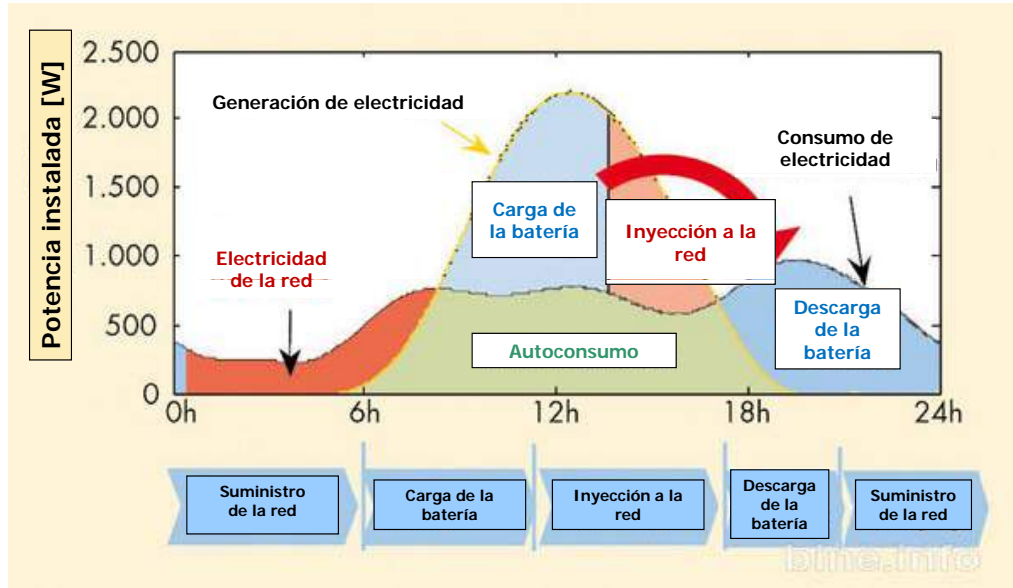 Potencia instalada [W]
2.500
2.000
1.500
1.000
500
0
Generación de electricidad
Consumo de
electricidad
Carga de
la batería
Inyección a la
red
Electricidad
de la red
Descarga
de la
batería
Autoconsumo
0h
6h
12h
18h
24h
Suministro
de la red
Carga de la
batería
Inyección a la
red
Descarga
de la
batería
Suministro
de la red
bine.info